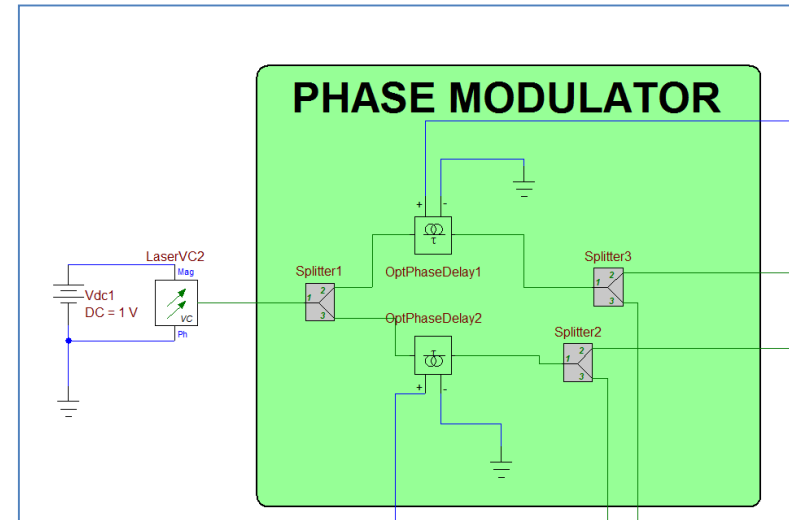 PHASE MODULATOR
+ -
τ
LaserVC2
Mag
VC
Ph
Vdc1
DC = 1 V
Splitter1
1 2 3
OptPhaseDelay1
Splitter3
1 2 3
OptPhaseDelay2
τ
+ -
Splitter2
1 2 3